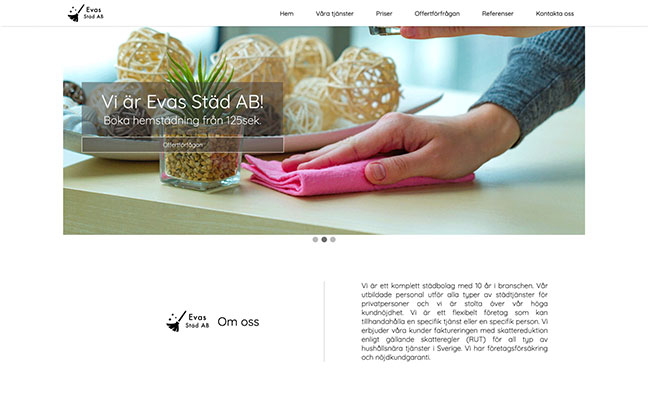 Evas
Städ AB
Hem
Våra tjänster
Priser
Offertförfrågan
Referenser
Kontakta oss
Vi är Evas Städ AB!
Boka hemstädning från 125sek.
Offertförfrågan
Evas
Städ AB
Om oss
Vi är ett komplett städbolag med 10 år i bronschen. Vår
utbildade personal utför alla typer av städtjänster för
privatpersoner och vi är stolta över vår höga
kundnöjdhet. Vi är ett flexibelt företag som kan
tillhandahålla en specifik tjänst eller en specifik person. Vi
erbjuder våra kunder faktureringen med skattereduktion
enligt gällande skatteregler (RUT) för all typ av
hushållsnära tjänster i Sverige. Vi har företagsförsäkring
och nöjdkundgaranti.